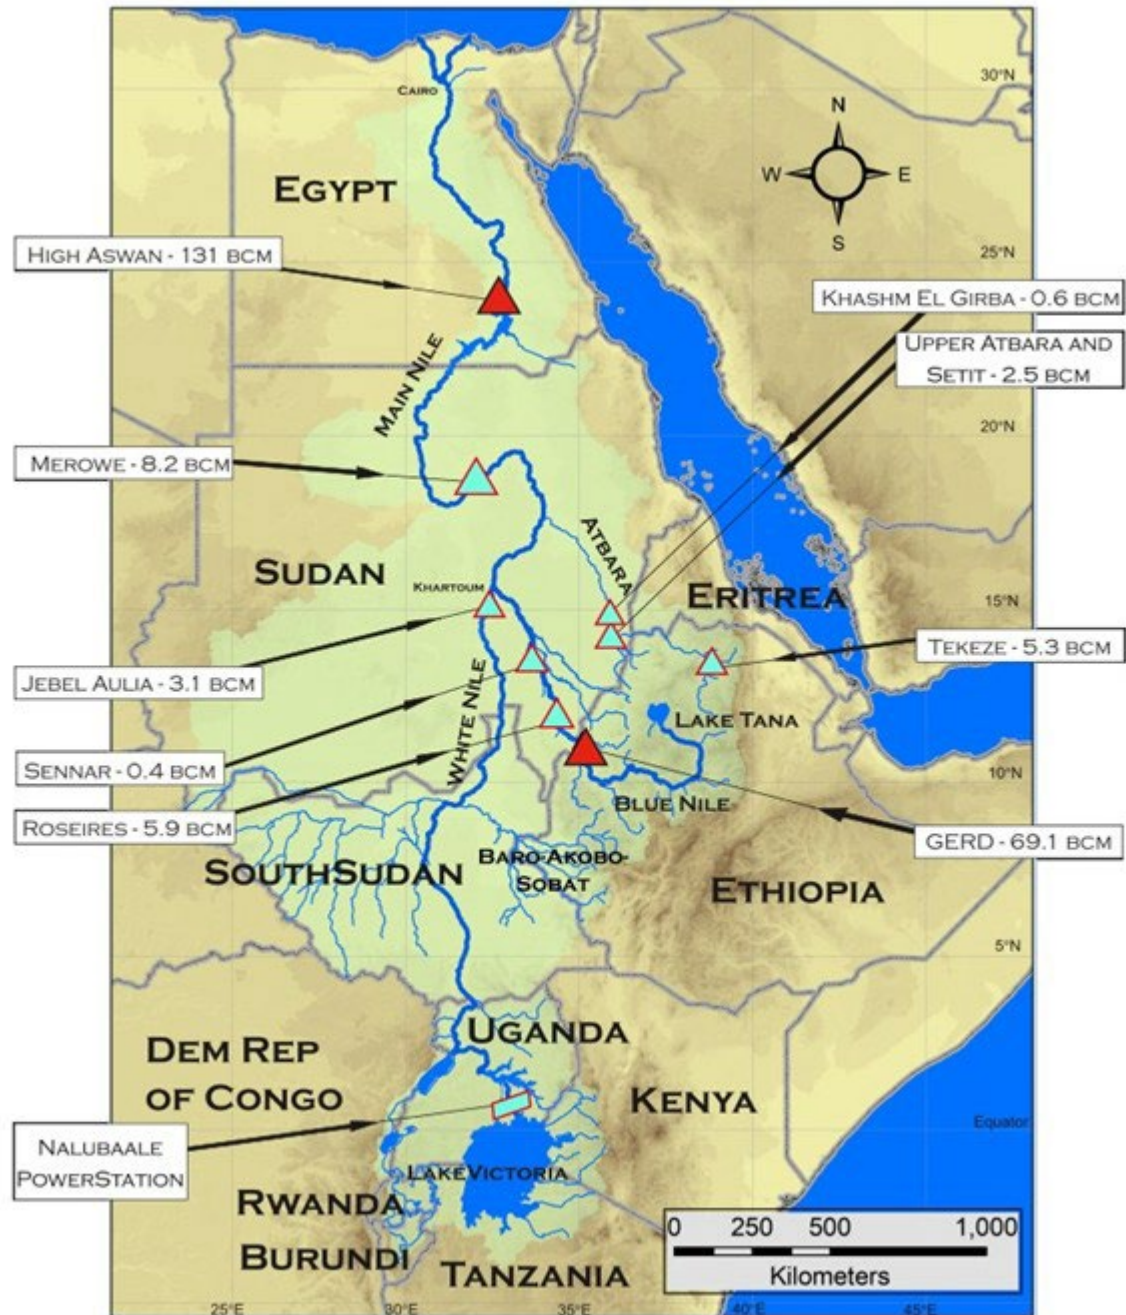 30°N
CAIRO
N
W
E
S
EGYPT
25°N
HIGH ASWAN - 131 BCM
KHASHM EL GIRBA - 0.6 BCM
UPPER ATBARA AND
SETIT - 2.5 BCM
MAIN NILE
20°N
MEROWE - 8.2 BCM
ATBARA
SUDAN
KHARTOUM
ERITREA
15°N
TEKEZE - 5.3 BCM
JEBEL AULIA - 3.1 BCM
WHITE NILE
LAKE TANA
SENNAR - 0.4 BCM
10°N
BLUE NILE
ROSEIRES - 5.9 BCM
GERD - 69.1 BCM
BARO-AKOBO-
SOBAT
SOUTHSUDAN
ETHIOPIA
5°N
UGANDA
DEM REP
OF CONGO
KENYA
Equator
NALUBAALE
POWERSTATION
LAKEVICTORIA
RWANDA
BURUNDI
TANZANIA
0 250 500 1,000
Kilometers
25°E 30°E 35°E 40°E 45°E